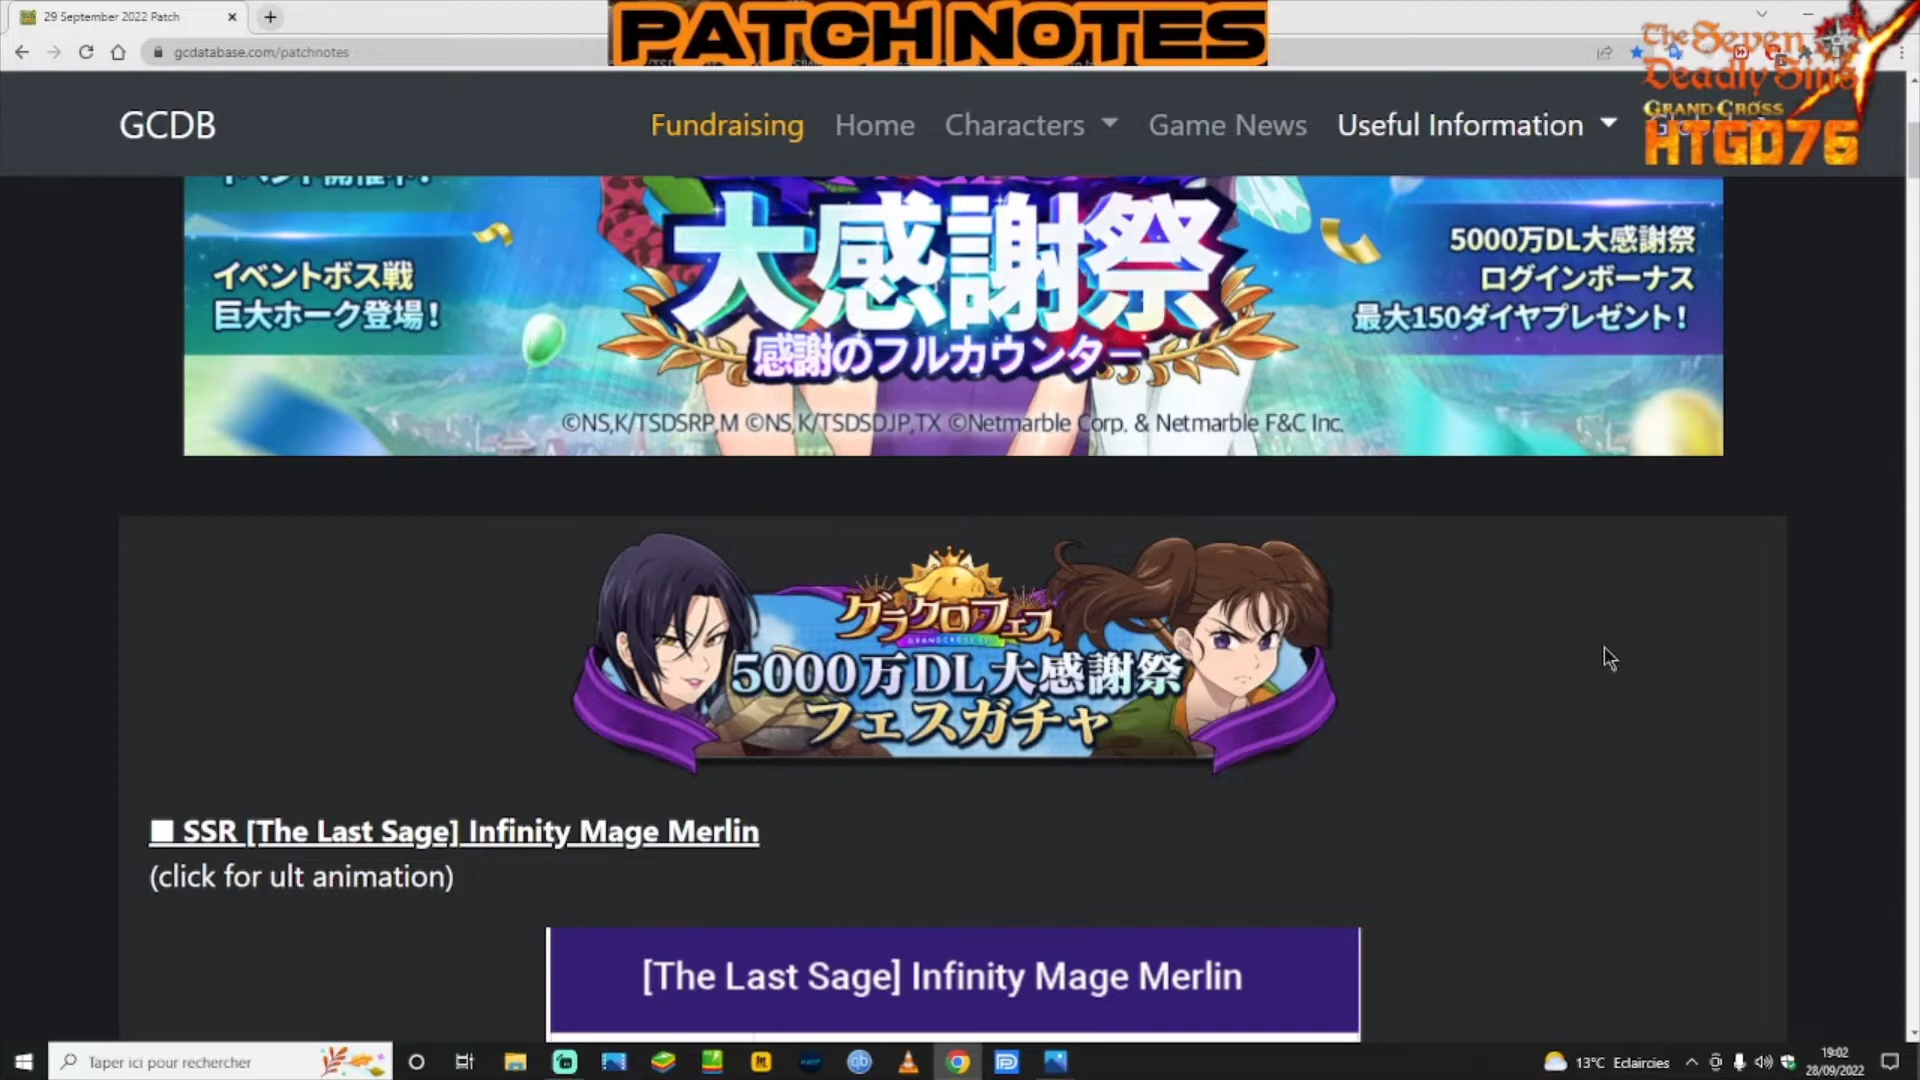 29 September 2022 Patch
PATCH NOTES
gcdatabase.com/patchnotes
The Seven
Deadly Sins
GRAND CROSS
HTGD76
GCDB
Fundraising
Home
Characters
Game News
Useful Information
イベント開催中!
大感謝祭
感謝のフルカウンター
イベントボス戦
巨大ホーク登場!
5000万DL大感謝祭
ログインボーナス
最大150ダイヤプレゼント!
©NS,K/TSDSRP,M ©NS,K/TSDSDJP,TX ©Netmarble Corp. & Netmarble F&C Inc.
グラクロフェス
5000万DL大感謝祭
フェスガチャ
■ SSR [The Last Sage] Infinity Mage Merlin
(click for ult animation)
[The Last Sage] Infinity Mage Merlin
Taper ici pour rechercher
13°C Eclaircies
19:02
28/09/2022